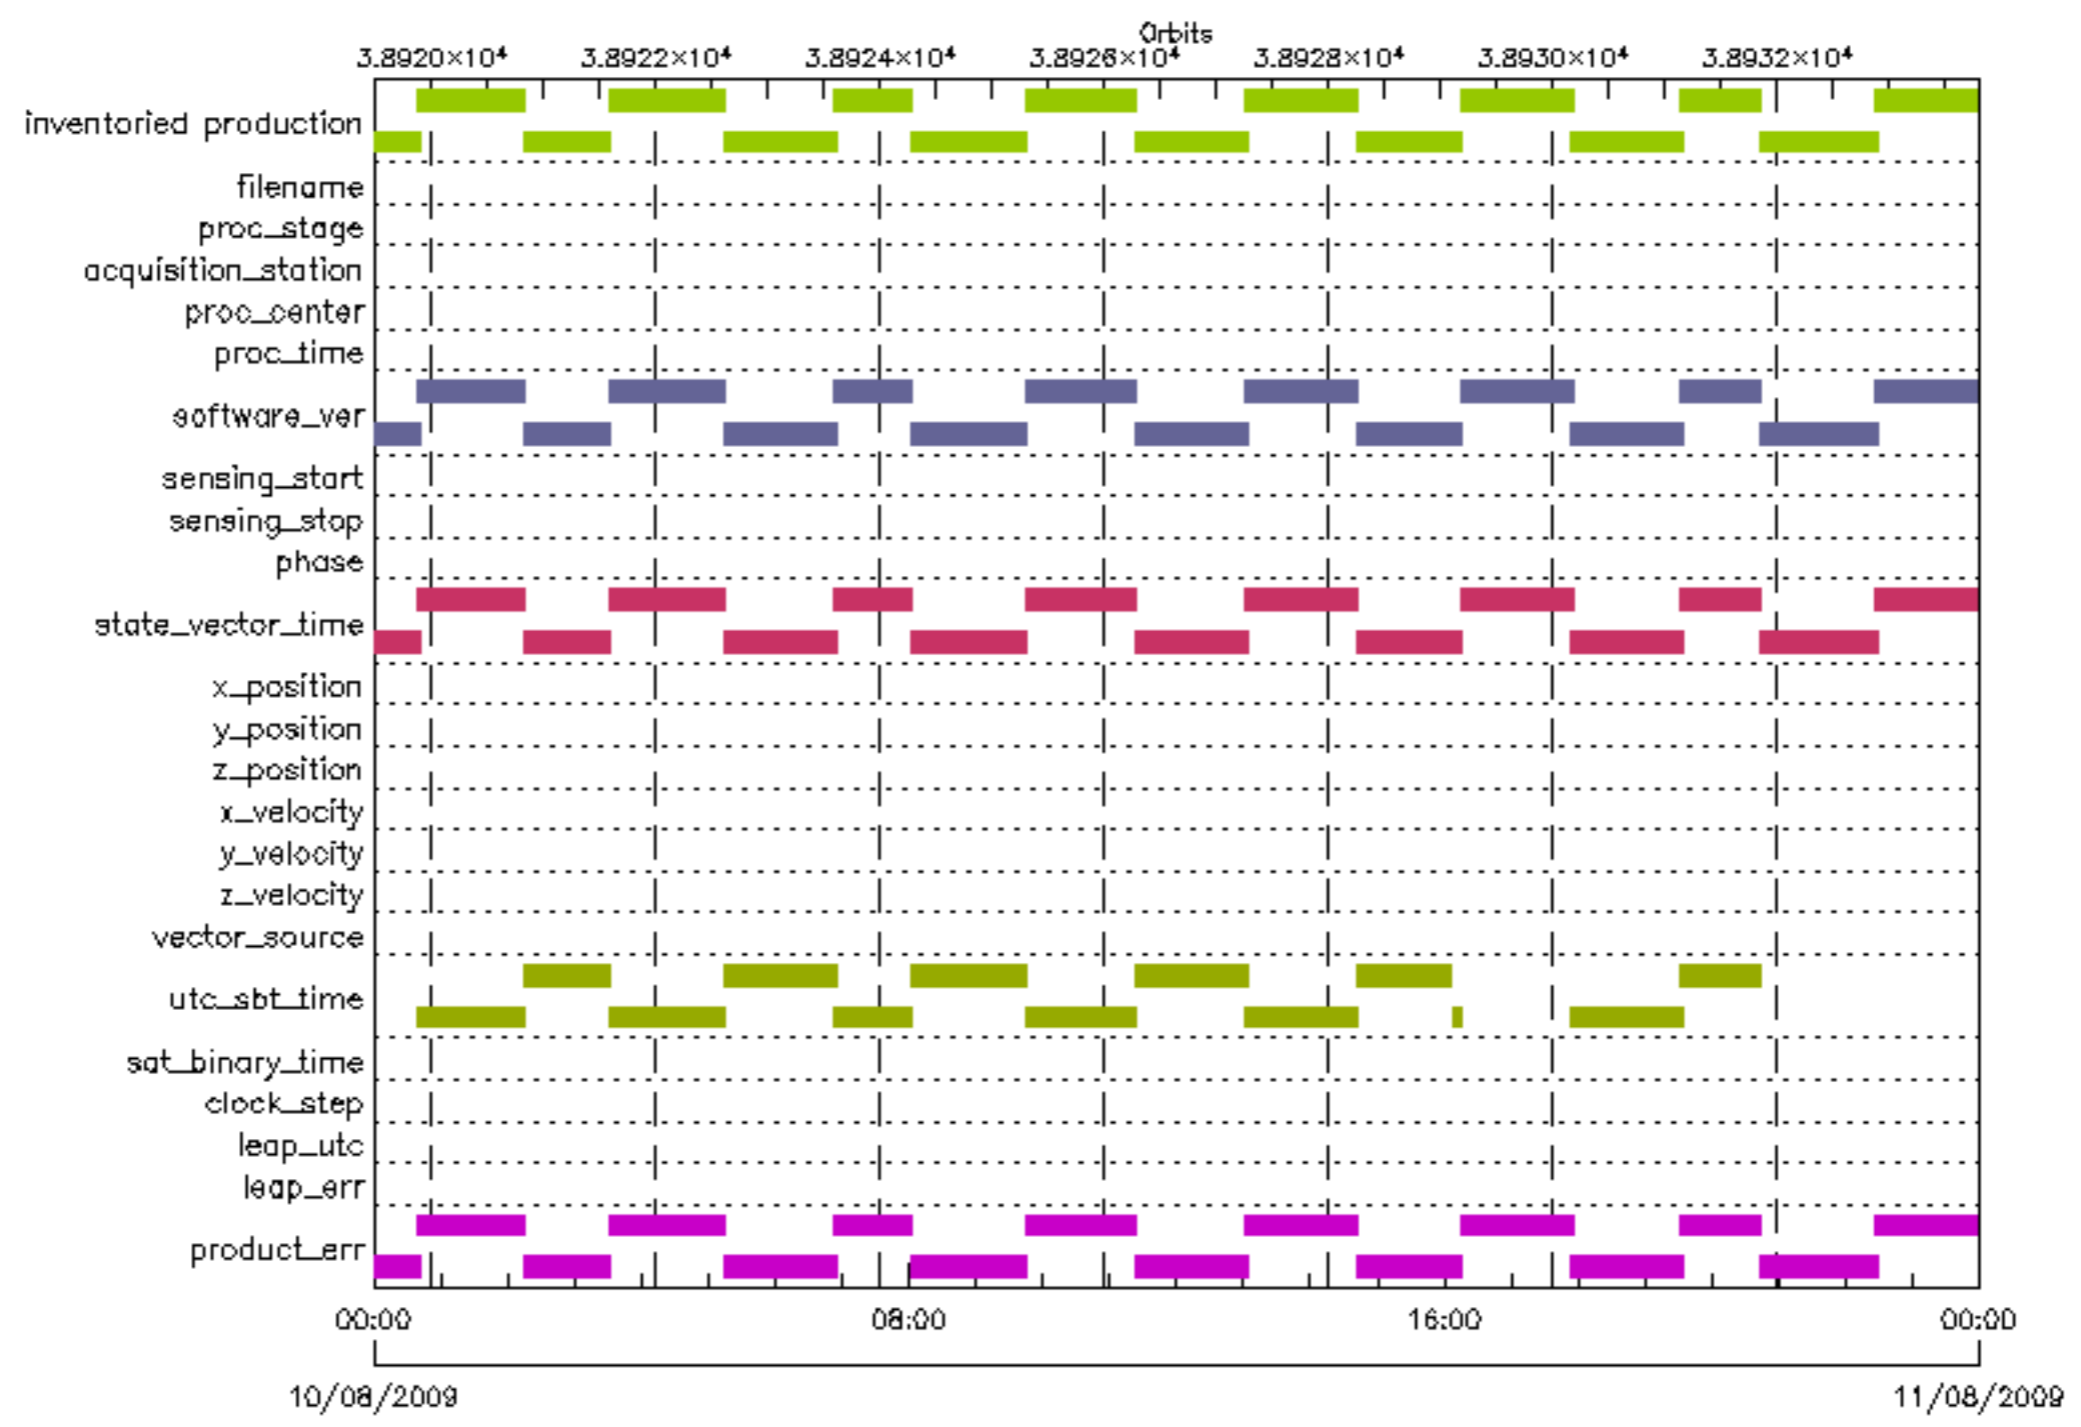 Orbits
3.8920×10⁴ 3.8922×10⁴ 3.8924×10⁴ 3.8926×10⁴ 3.8928×10⁴ 3.8930×10⁴ 3.8932×10⁴
inventoried production
filename
proc_stage
acquisition_station
proc_center
proc_time
software_ver
sensing_start
sensing_stop
phase
state_vector_time
x_position
y_position
z_position
x_velocity
y_velocity
z_velocity
vector_source
utc_sbt_time
sat_binary_time
clock_step
leap_utc
leap_err
product_err
00:00 08:00 16:00 00:00
10/08/2009 11/08/2009